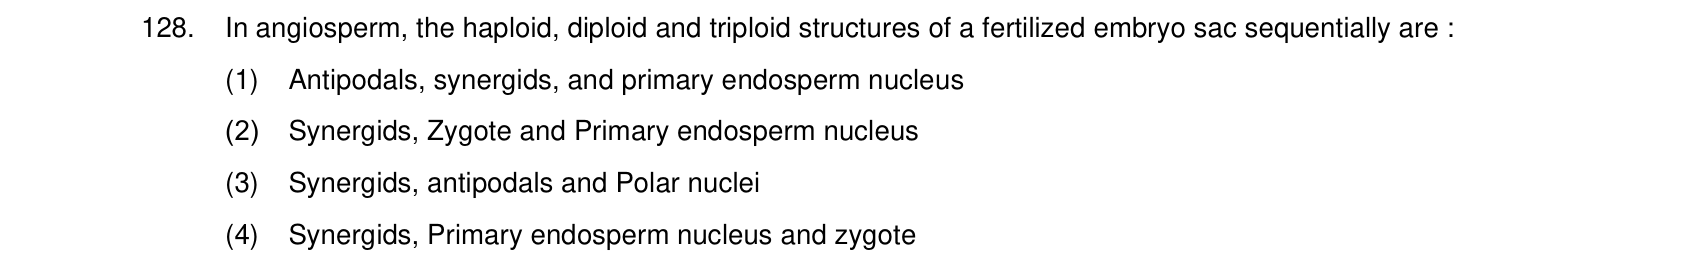 128. In angiosperm, the haploid, diploid and triploid structures of a fertilized embryo sac sequentially are :
(1) Antipodals, synergids, and primary endosperm nucleus
(2) Synergids, Zygote and Primary endosperm nucleus
(3) Synergids, antipodals and Polar nuclei
(4) Synergids, Primary endosperm nucleus and zygote